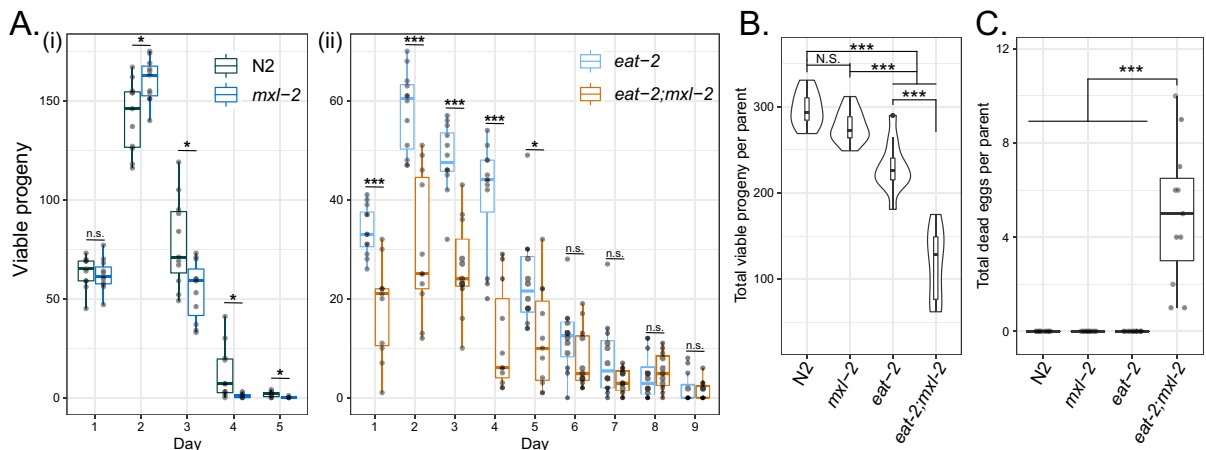 A.
(i)
Viable progeny
150
100
50
0
N2
mxl-2
n.s.
*
*
*
*
1 2 3 4 5
Day
(ii)
60
40
20
0
eat-2
eat-2;mxl-2
***
***
***
***
*
n.s.
n.s.
n.s.
n.s.
1 2 3 4 5 6 7 8 9
Day
B.
Total viable progeny per parent
300
200
100
***
N.S.
***
***
N2
mxl-2
eat-2
eat-2;mxl-2
C.
Total dead eggs per parent
12
8
4
0
***
N2
mxl-2
eat-2
eat-2;mxl-2